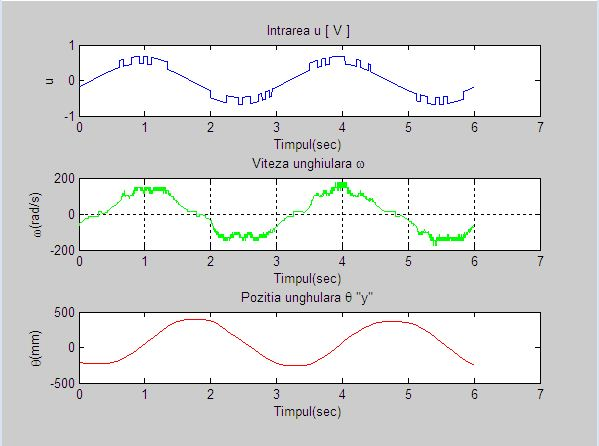 Intrarea u [ V ]
1
0
-1
u
0 1 2 3 4 5 6 7
Timpul(sec)
Viteza unghiulara ω
200
0
-200
ω(rad/s)
0 1 2 3 4 5 6 7
Timpul(sec)
Pozitia unghulara θ "y"
500
0
-500
θ(mm)
0 1 2 3 4 5 6 7
Timpul(sec)